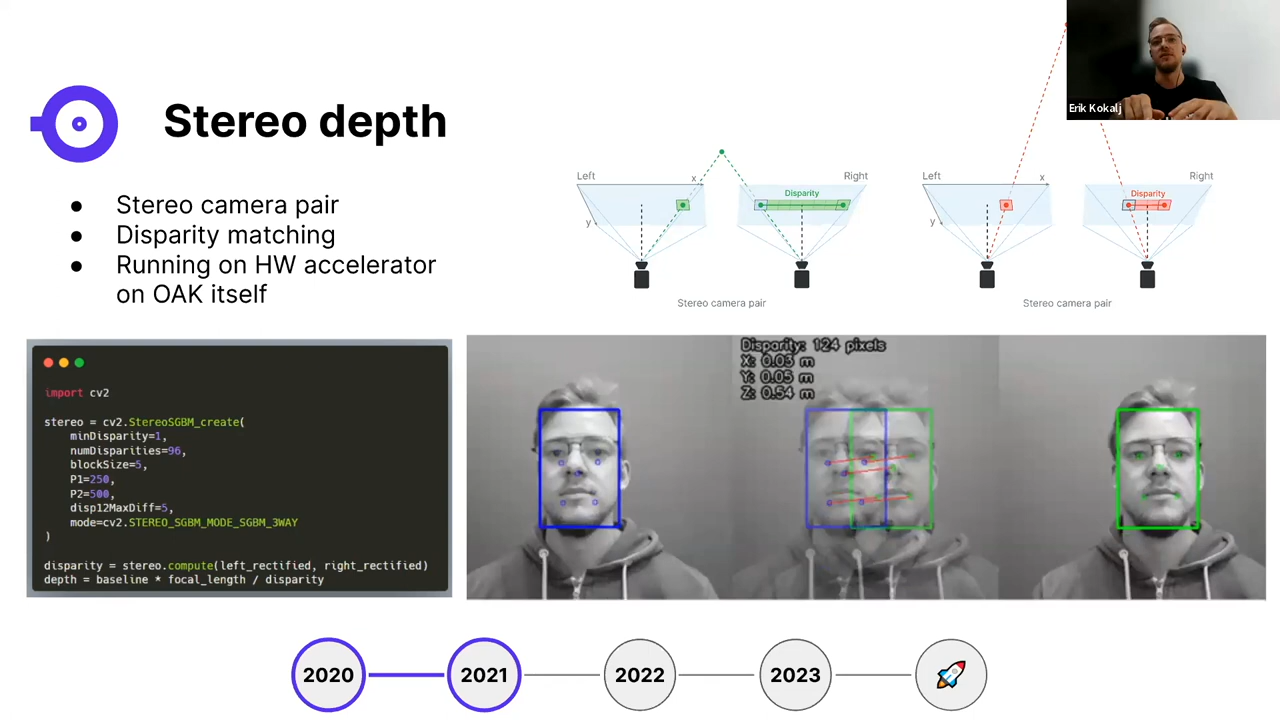 Erik Kokalj
Stereo depth
● Stereo camera pair
● Disparity matching
● Running on HW accelerator
on OAK itself
Left
x
Right
Disparity
y
Stereo camera pair
Left
x
Right
Disparity
y
Stereo camera pair
import cv2
stereo = cv2.StereoSGBM_create(
minDisparity=1,
numDisparities=96,
blockSize=5,
P1=250,
P2=500,
disp12MaxDiff=5,
mode=cv2.STEREO_SGBM_MODE_SGBM_3WAY
)
disparity = stereo.compute(left_rectified, right_rectified)
depth = baseline * focal_length / disparity
Disparity: 124 pixels
X: 0.03 m
Y: 0.05 m
Z: 0.54 m
2020
2021
2022
2023